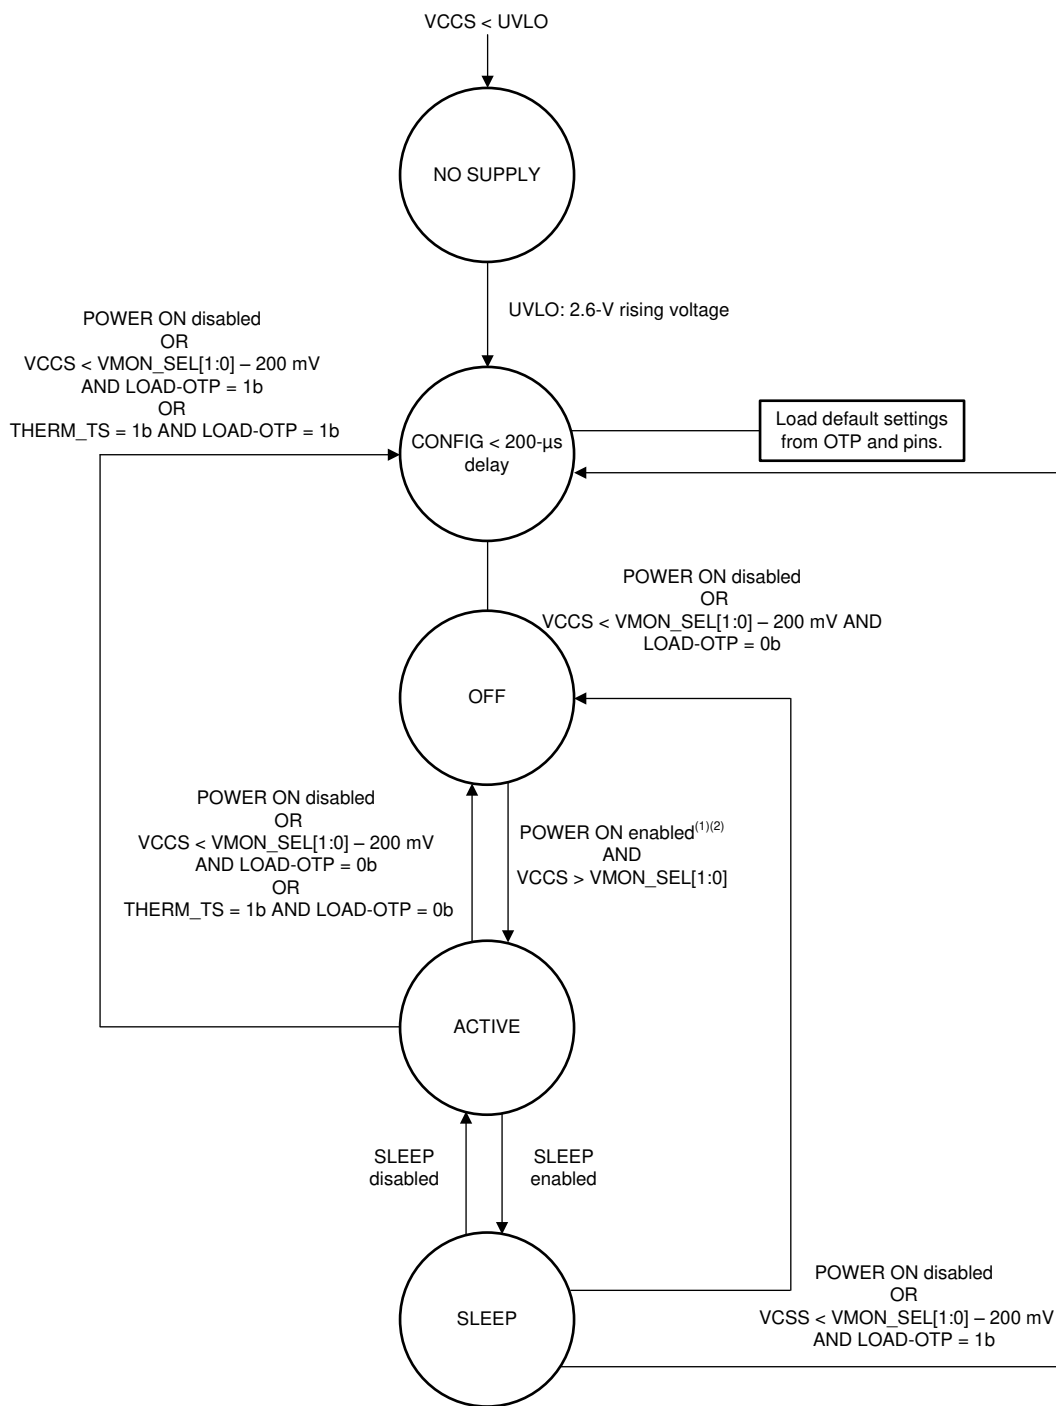 VCCS < UVLO
NO SUPPLY
UVLO: 2.6-V rising voltage
POWER ON disabled
OR
VCCS < VMON_SEL[1:0] – 200 mV
AND LOAD-OTP = 1b
OR
THERM_TS = 1b AND LOAD-OTP = 1b
CONFIG < 200-µs
delay
Load default settings
from OTP and pins.
POWER ON disabled
OR
VCCS < VMON_SEL[1:0] – 200 mV AND
LOAD-OTP = 0b
OFF
POWER ON disabled
OR
VCCS < VMON_SEL[1:0] – 200 mV
AND LOAD-OTP = 0b
OR
THERM_TS = 1b AND LOAD-OTP = 0b
POWER ON enabled(1)(2)
AND
VCCS > VMON_SEL[1:0]
ACTIVE
SLEEP
disabled
SLEEP
enabled
SLEEP
POWER ON disabled
OR
VCSS < VMON_SEL[1:0] – 200 mV
AND LOAD-OTP = 1b